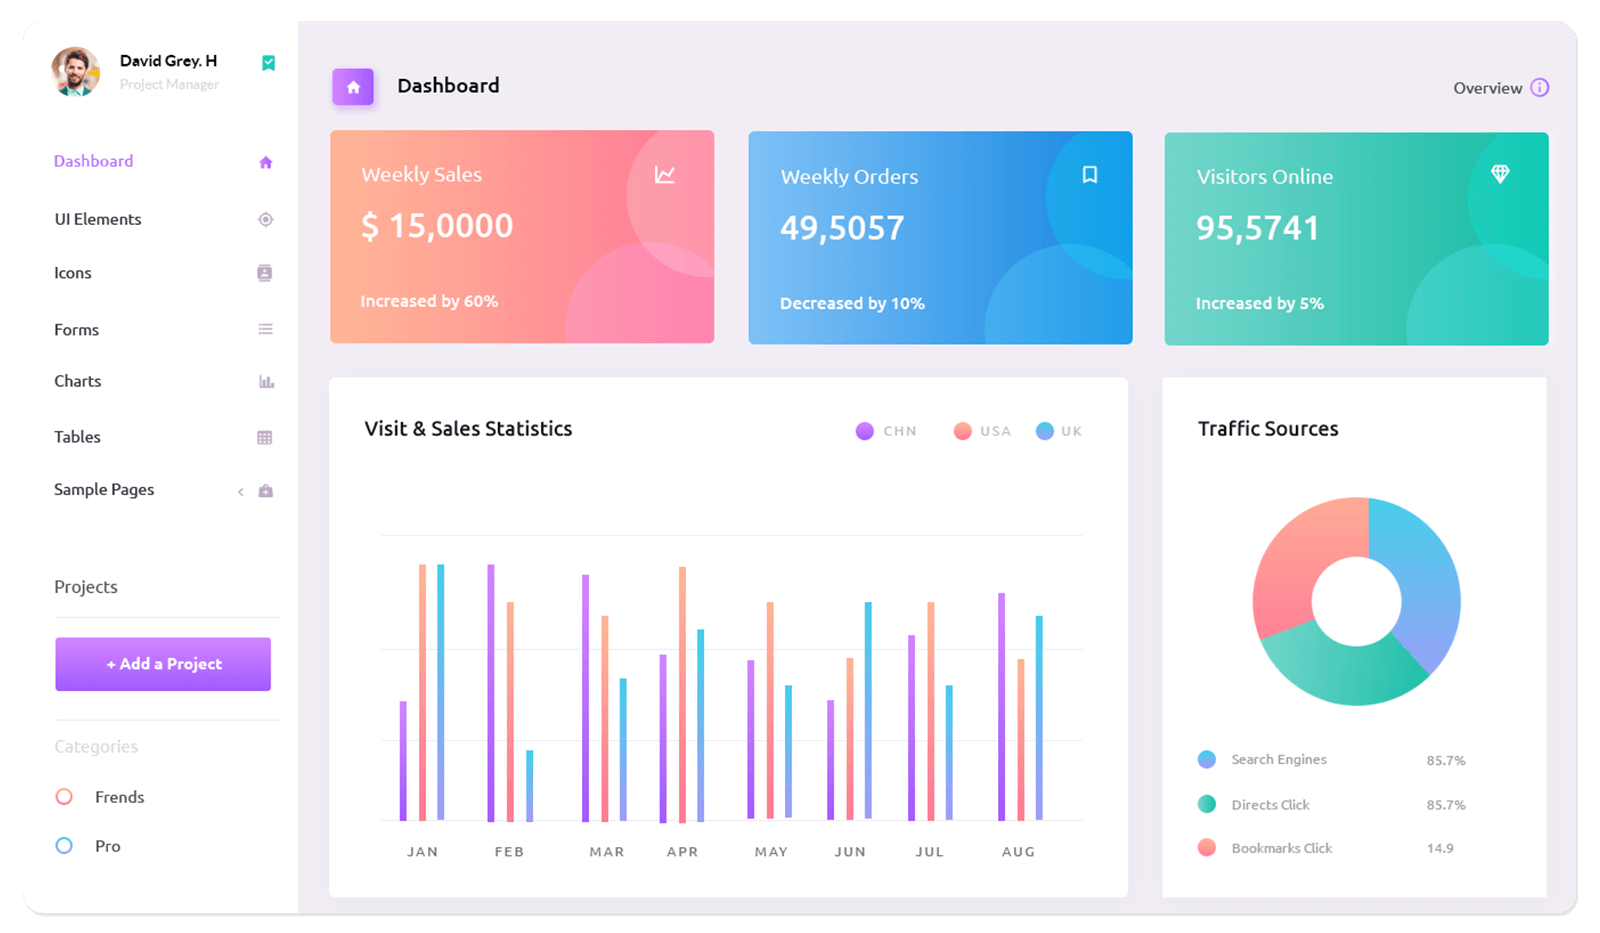 David Grey. H
Project Manager
Dashboard
UI Elements
Icons
Forms
Charts
Tables
Sample Pages
Projects
+ Add a Project
Categories
Frends
Pro
Dashboard
Overview
Weekly Sales
$ 15,0000
Increased by 60%
Weekly Orders
49,5057
Decreased by 10%
Visitors Online
95,5741
Increased by 5%
Visit & Sales Statistics
CHN USA UK
JAN FEB MAR APR MAY JUN JUL AUG
Traffic Sources
Search Engines 85.7%
Directs Click 85.7%
Bookmarks Click 14.9